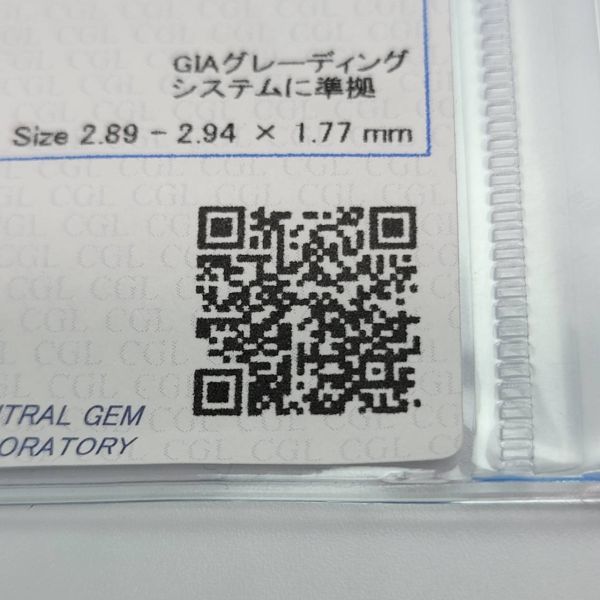 GIAグレーディング
システムに準拠
Size 2.89 - 2.94 × 1.77 mm
NTRAL GEM
ORATORY